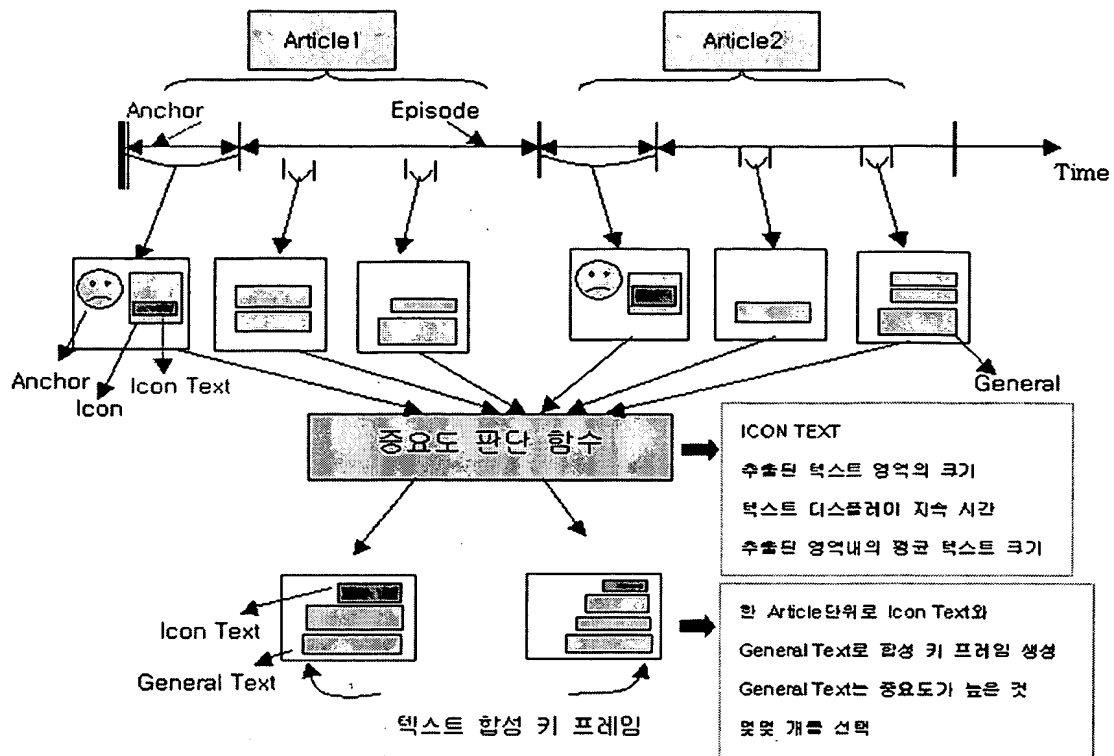 Article1
Article2
Anchor
Episode
Time
Anchor
Icon
Icon Text
General
중요도 판단 함수
ICON TEXT
추출된 텍스트 영역의 크기
텍스트 디스플레이 지속 시간
추출된 영역내의 평균 텍스트 크기
Icon Text
General Text
한 Article단위로 Icon Text와
General Text로 합성 키 프레임 생성
General Text는 중요도가 높은 것
몇몇 개를 선택
텍스트 합성 키 프레임